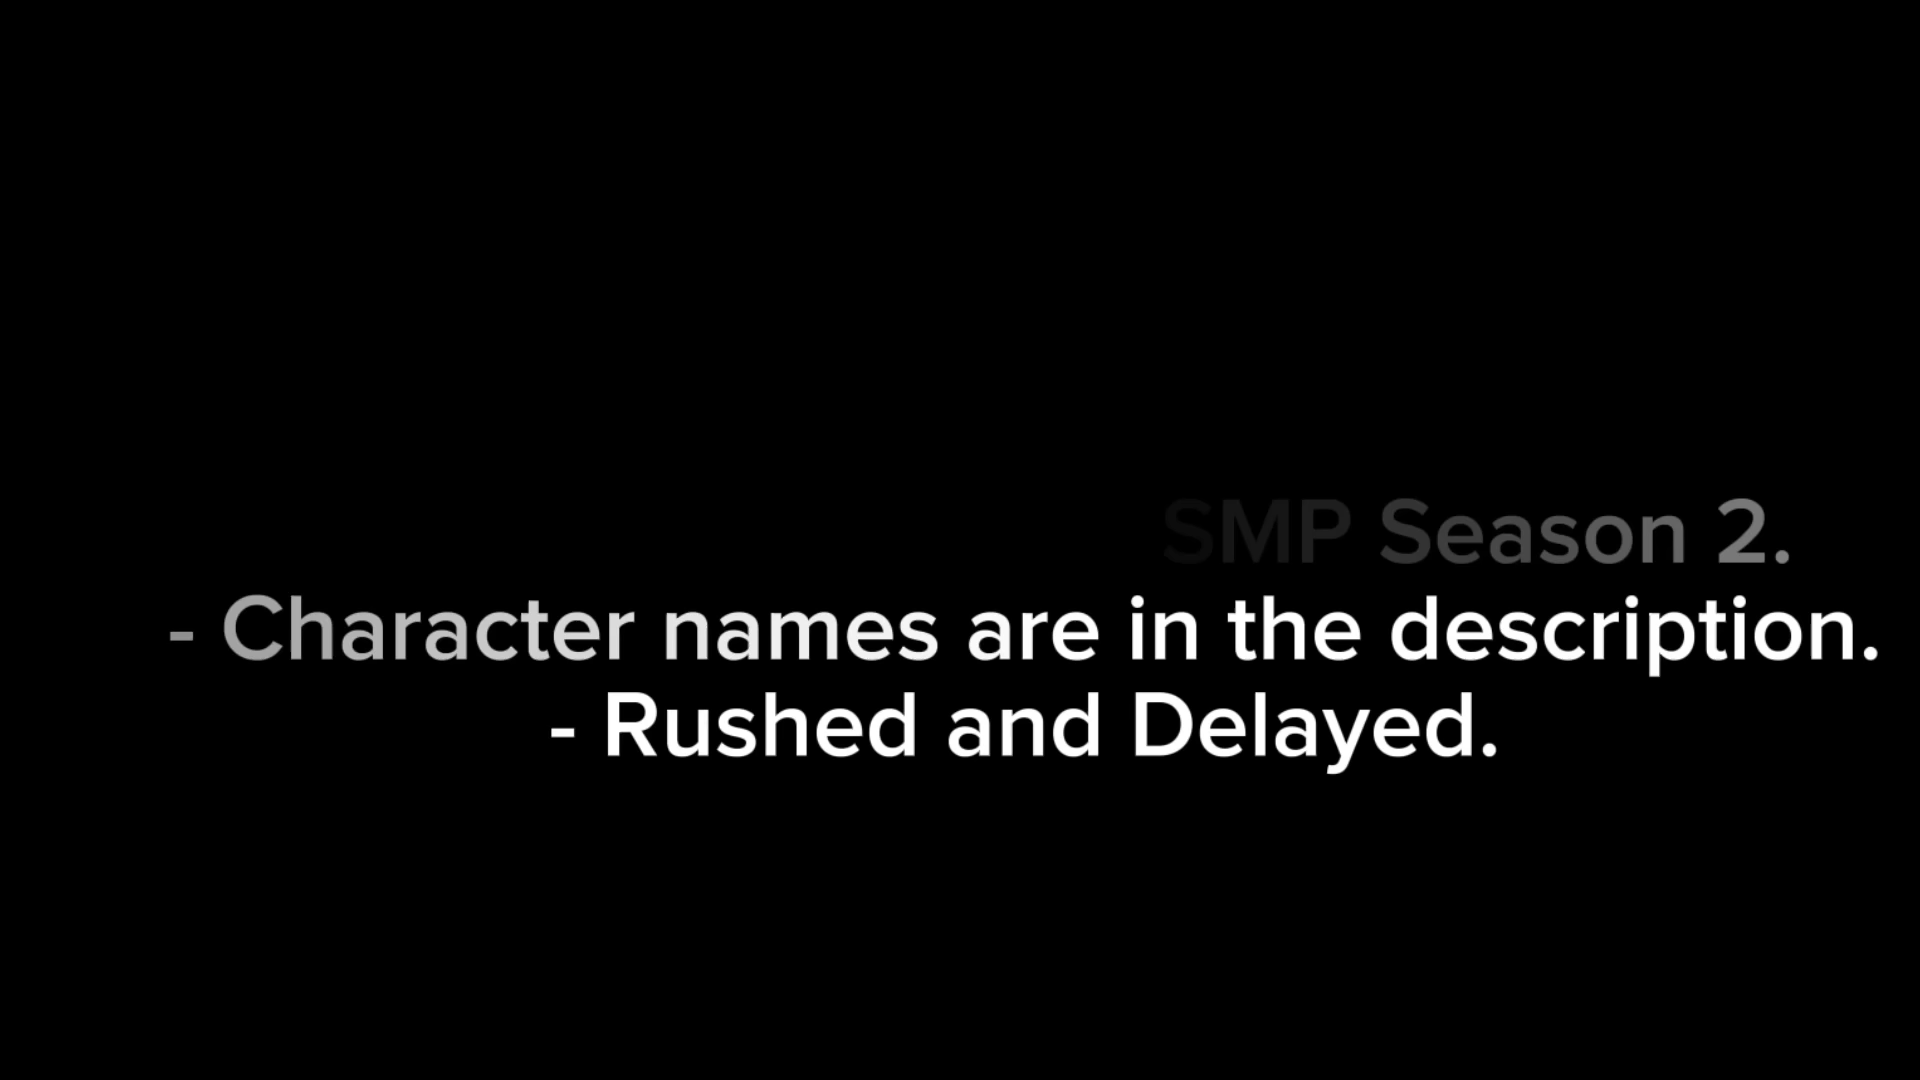 SMP Season 2.
- Character names are in the description.
- Rushed and Delayed.